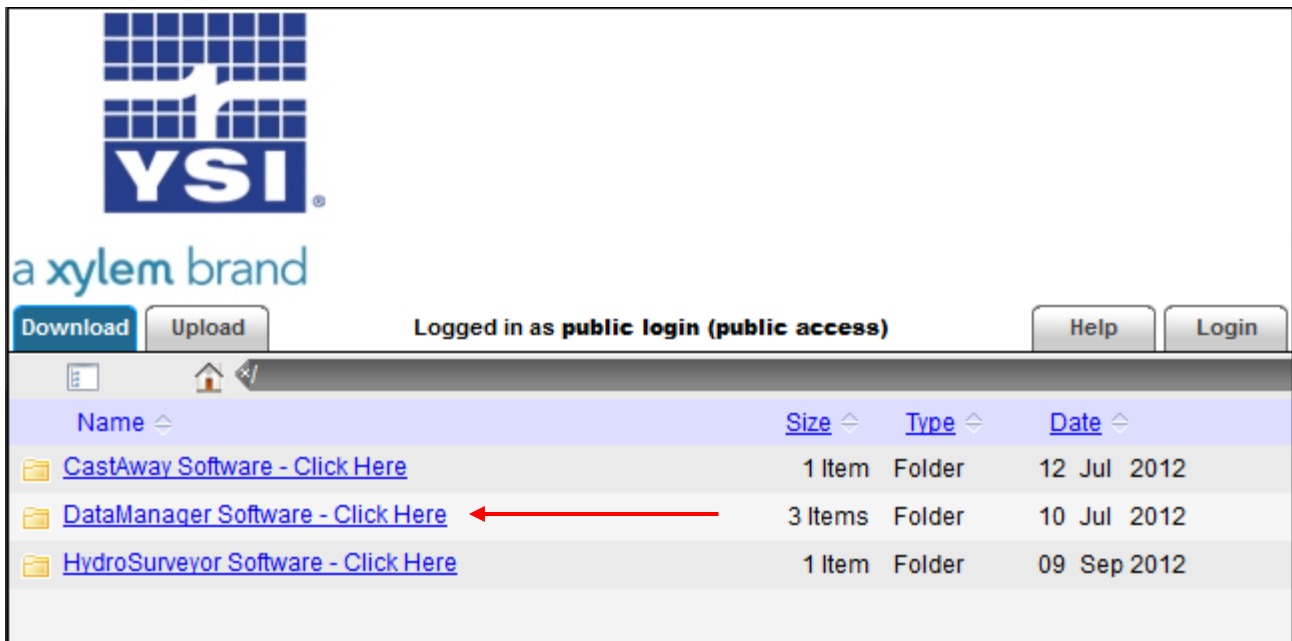 YSI ®
a xylem brand
Download Upload Logged in as public login (public access) Help Login
Name Size Type Date
CastAway Software - Click Here 1 Item Folder 12 Jul 2012
DataManager Software - Click Here 3 Items Folder 10 Jul 2012
HydroSurveyor Software - Click Here 1 Item Folder 09 Sep 2012